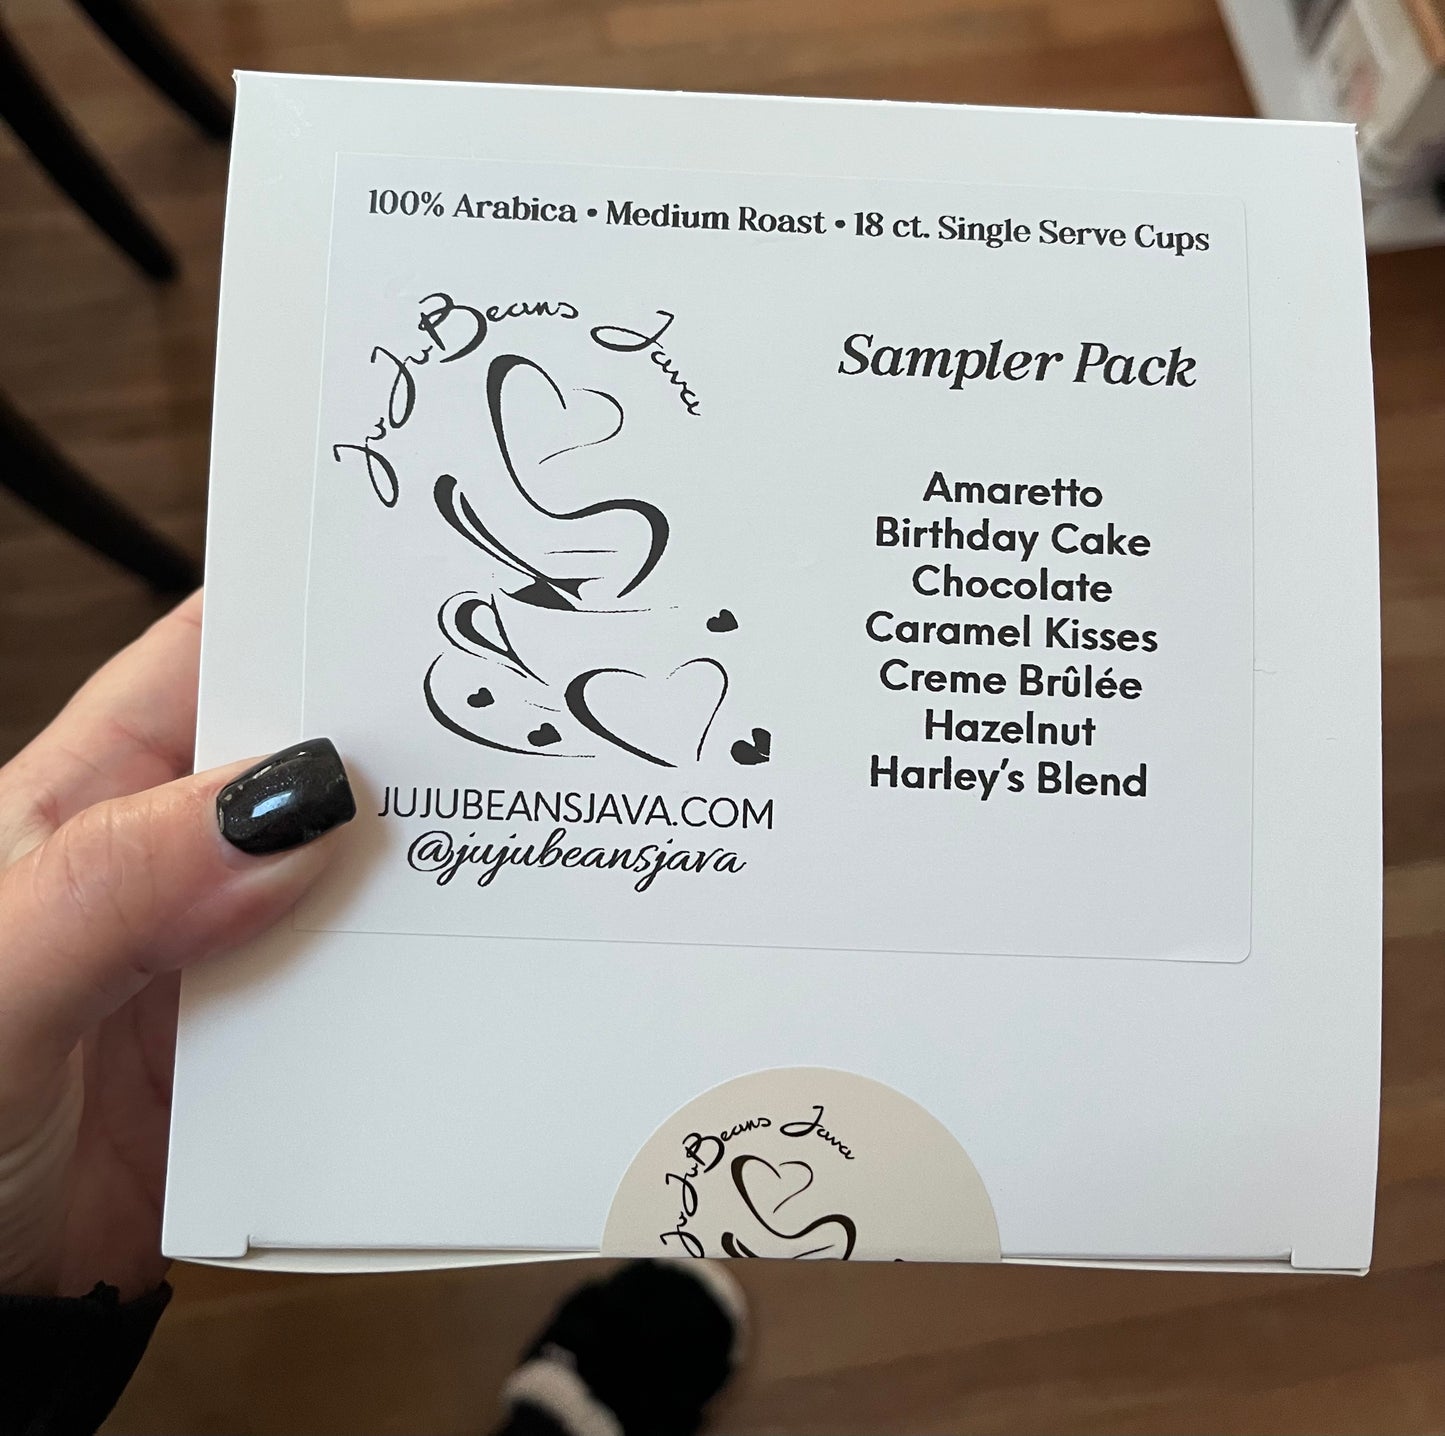 100% Arabica • Medium Roast • 18 ct. Single Serve Cups
JuJuBeans Java
Sampler Pack
Amaretto
Birthday Cake
Chocolate
Caramel Kisses
Creme Brûlée
Hazelnut
Harley's Blend
JUJUBEANSJAVA.COM
@jujubeansjava
JuJuBeans Java